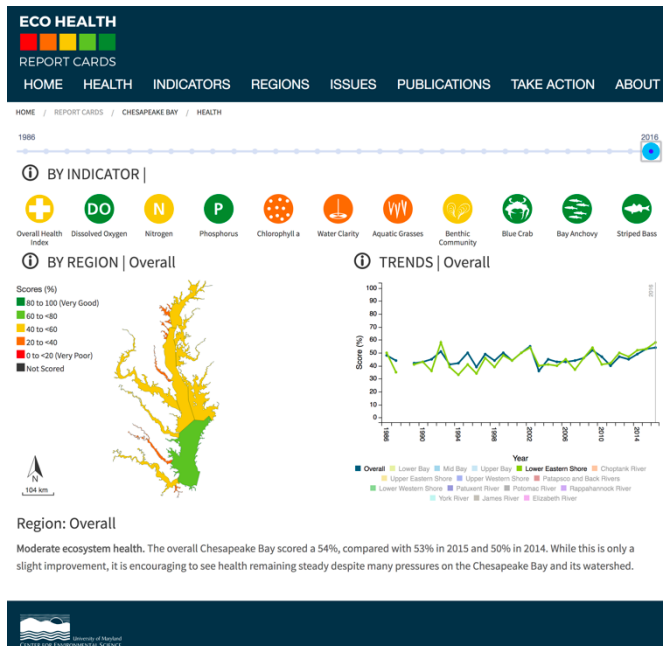 ECO HEALTH
REPORT CARDS
HOME HEALTH INDICATORS REGIONS ISSUES PUBLICATIONS TAKE ACTION ABOUT
HOME / REPORT CARDS / CHESAPEAKE BAY / HEALTH
1986 2016
BY INDICATOR |
DO N P
Overall Health Index
Dissolved Oxygen
Nitrogen
Phosphorus
Chlorophyll a
Water Clarity
Aquatic Grasses
Benthic Community
Blue Crab
Bay Anchovy
Striped Bass
BY REGION | Overall
Scores (%)
80 to 100 (Very Good)
60 to <80
40 to <60
20 to <40
0 to <20 (Very Poor)
Not Scored
N
104 km
TRENDS | Overall
2016
Score (%)
100
90
80
70
60
50
40
30
20
10
0
1986 1990 1994 1998 2002 2006 2010 2014
Year
Overall Lower Bay Mid Bay Upper Bay Lower Eastern Shore Choptank River
Upper Eastern Shore Upper Western Shore Patapsco and Back Rivers
Lower Western Shore Patuxent River Potomac River Rappahannock River
York River James River Elizabeth River
Region: Overall
Moderate ecosystem health. The overall Chesapeake Bay scored a 54%, compared with 53% in 2015 and 50% in 2014. While this is only a
slight improvement, it is encouraging to see health remaining steady despite many pressures on the Chesapeake Bay and its watershed.
University of Maryland
CENTER FOR ENVIRONMENTAL SCIENCE